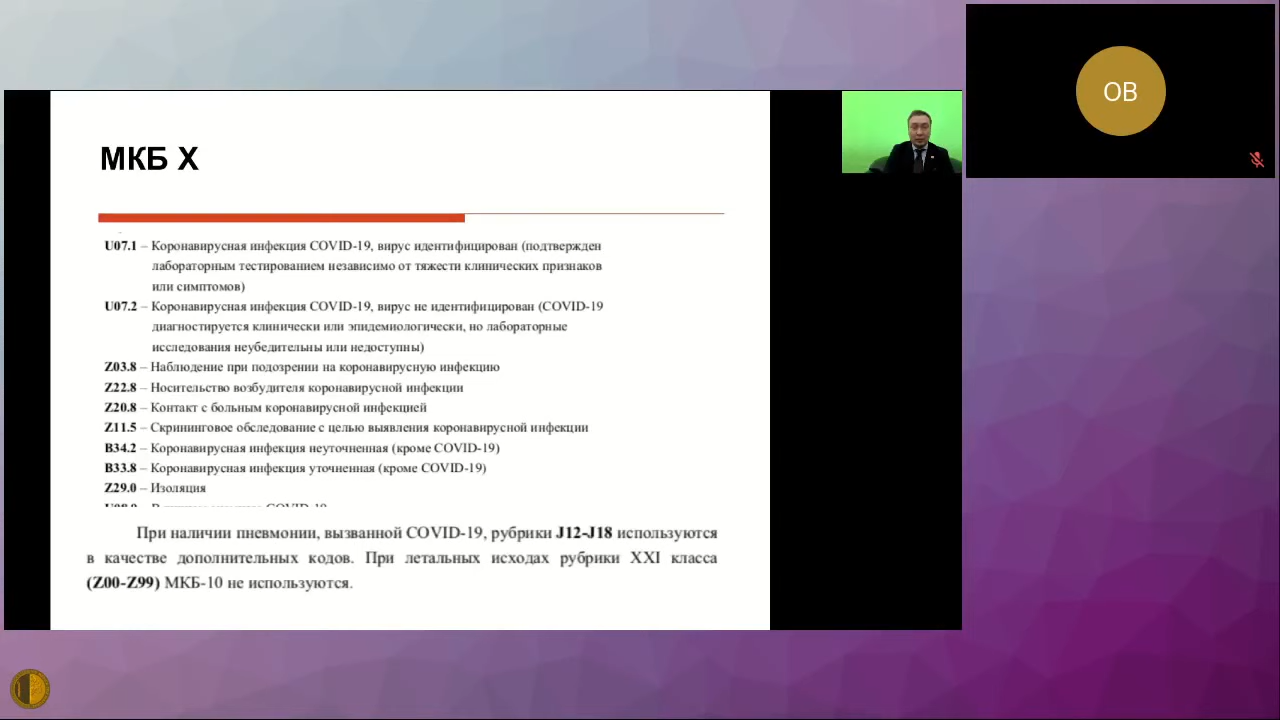 МКБ X
U07.1 – Коронавирусная инфекция COVID-19, вирус идентифицирован (подтвержден
лабораторным тестированием независимо от тяжести клинических признаков
или симптомов)
U07.2 – Коронавирусная инфекция COVID-19, вирус не идентифицирован (COVID-19
диагностируется клинически или эпидемиологически, но лабораторные
исследования неубедительны или недоступны)
Z03.8 – Наблюдение при подозрении на коронавирусную инфекцию
Z22.8 – Носительство возбудителя коронавирусной инфекции
Z20.8 – Контакт с больным коронавирусной инфекцией
Z11.5 – Скрининговое обследование с целью выявления коронавирусной инфекции
B34.2 – Коронавирусная инфекция неуточненная (кроме COVID-19)
B33.8 – Коронавирусная инфекция уточненная (кроме COVID-19)
Z29.0 – Изоляция
COVID-19
При наличии пневмонии, вызванной COVID-19, рубрики J12-J18 используются
в качестве дополнительных кодов. При летальных исходах рубрики XXI класса
(Z00-Z99) МКБ-10 не используются.
OB